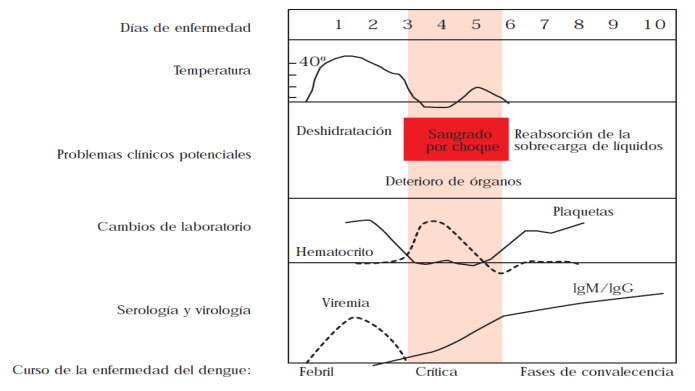 Días de enfermedad 1 2 3 4 5 6 7 8 9 10
40°
Temperatura
Deshidratación
Sangrado
por choque
Reabsorción de la
sobrecarga de líquidos
Problemas clínicos potenciales
Deterioro de órganos
Plaquetas
Cambios de laboratorio
Hematocrito
IgM/IgG
Viremia
Serología y virología
Curso de la enfermedad del dengue: Febril Crítica Fases de convalecencia